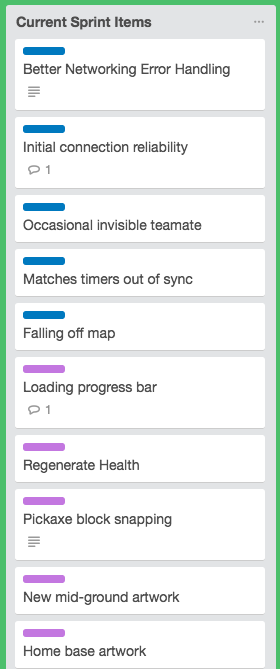 Current Sprint Items
Better Networking Error Handling
Initial connection reliability
1
Occasional invisible teamate
Matches timers out of sync
Falling off map
Loading progress bar
1
Regenerate Health
Pickaxe block snapping
New mid-ground artwork
Home base artwork